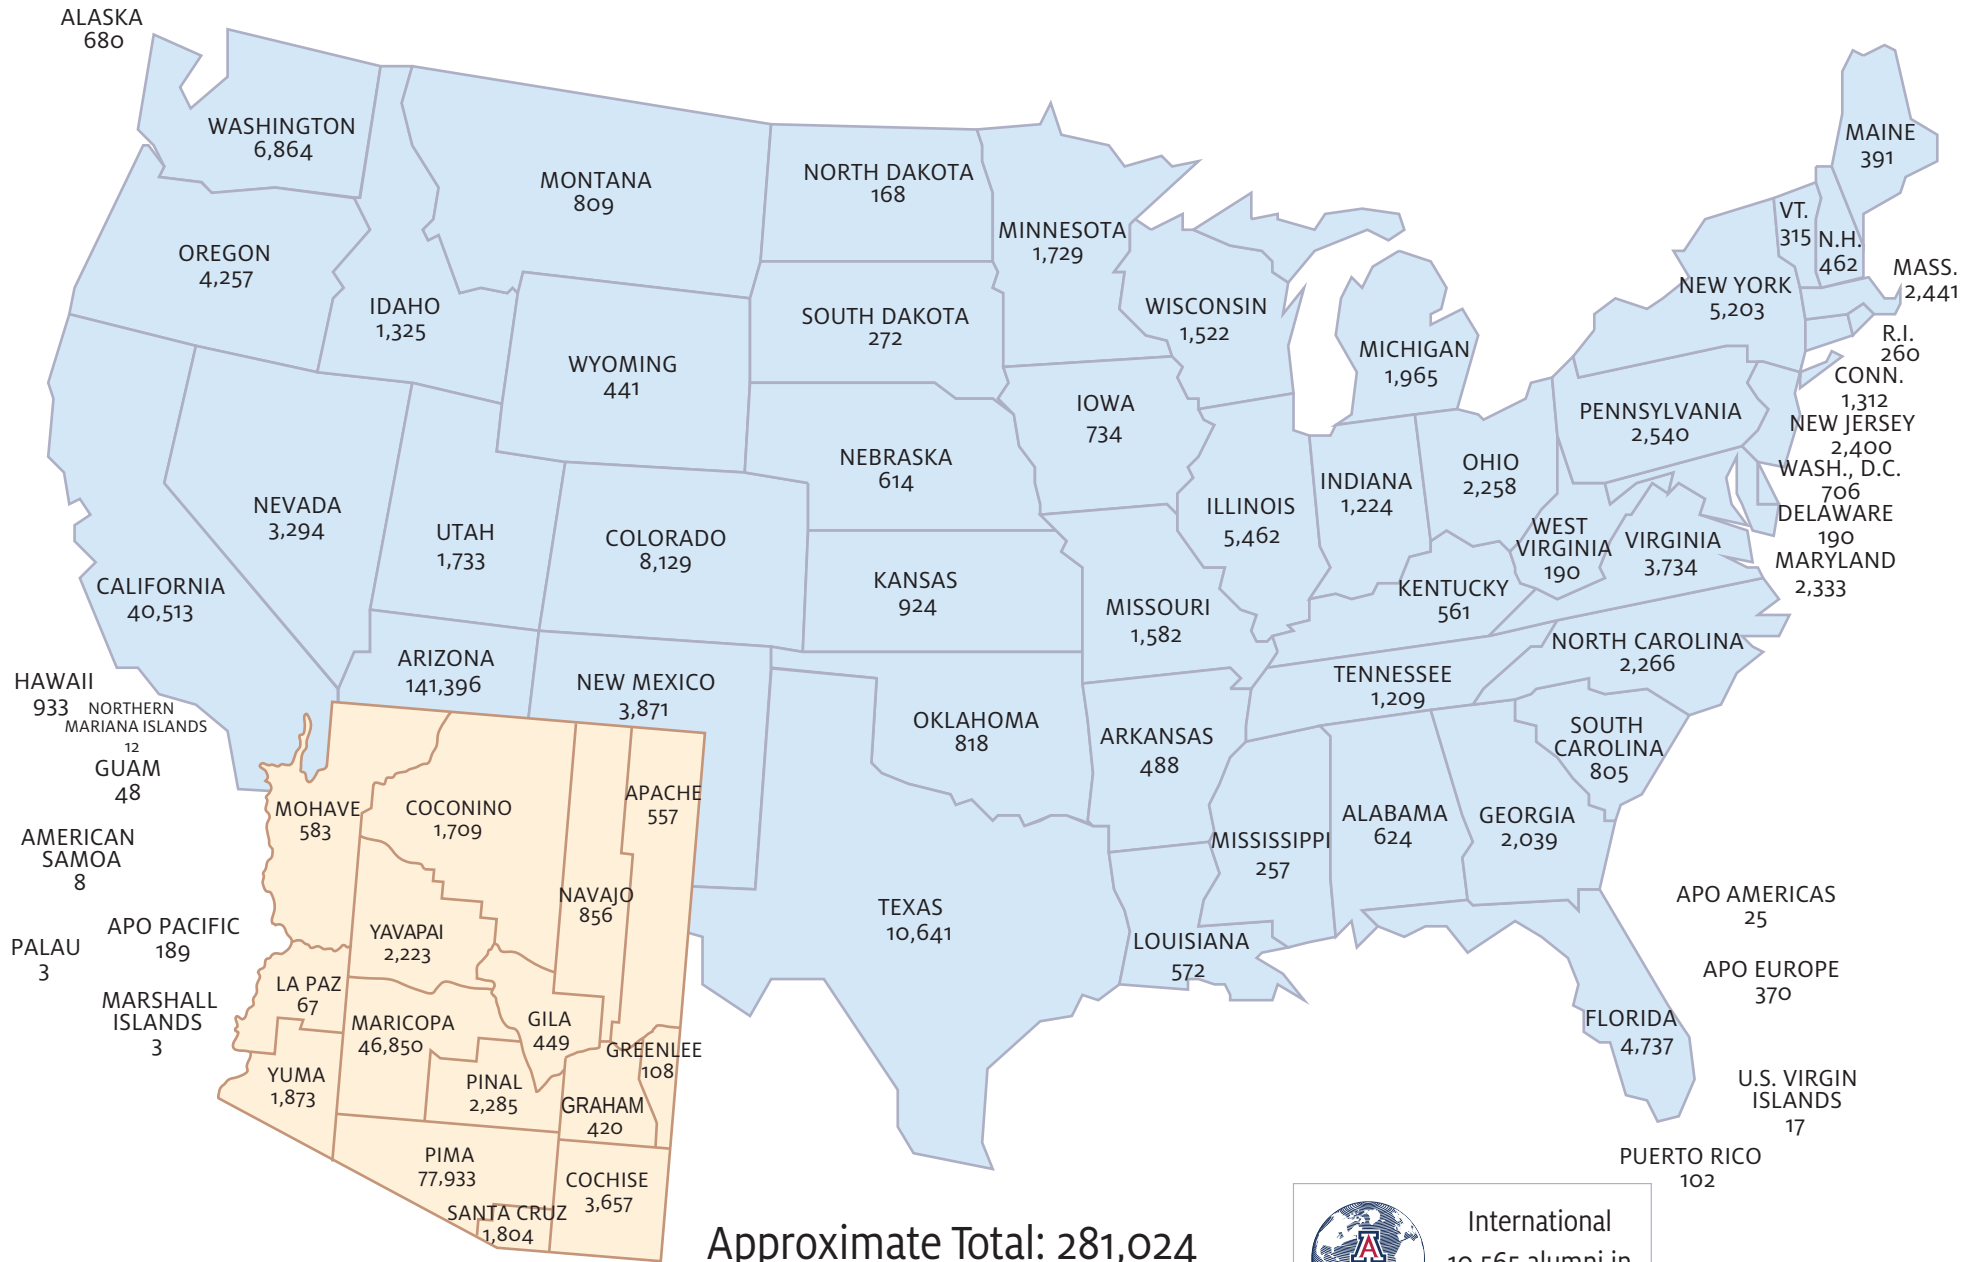 ALASKA
680
WASHINGTON
6,864
OREGON
4,257
IDAHO
1,325
MONTANA
809
NORTH DAKOTA
168
MINNESOTA
1,729
SOUTH DAKOTA
272
WYOMING
441
WISCONSIN
1,522
MICHIGAN
1,965
IOWA
734
NEBRASKA
614
NEVADA
3,294
UTAH
1,733
COLORADO
8,129
CALIFORNIA
40,513
KANSAS
924
MISSOURI
1,582
ILLINOIS
5,462
INDIANA
1,224
OHIO
2,258
KENTUCKY
561
WEST
VIRGINIA
190
VIRGINIA
3,734
PENNSYLVANIA
2,540
NEW YORK
5,203
VT.
315
N.H.
462
MAINE
391
MASS.
2,441
R.I.
260
CONN.
1,312
NEW JERSEY
2,400
WASH., D.C.
706
DELAWARE
190
MARYLAND
2,333
NORTH CAROLINA
2,266
TENNESSEE
1,209
SOUTH
CAROLINA
805
ARIZONA
141,396
NEW MEXICO
3,871
OKLAHOMA
818
ARKANSAS
488
MISSISSIPPI
257
ALABAMA
624
GEORGIA
2,039
TEXAS
10,641
LOUISIANA
572
FLORIDA
4,737
HAWAII
933
NORTHERN
MARIANA ISLANDS
12
GUAM
48
AMERICAN
SAMOA
8
APO PACIFIC
189
PALAU
3
MARSHALL
ISLANDS
3
MOHAVE
583
COCONINO
1,709
APACHE
557
NAVAJO
856
YAVAPAI
2,223
LA PAZ
67
MARICOPA
46,850
GILA
449
GREENLEE
108
YUMA
1,873
PINAL
2,285
GRAHAM
420
PIMA
77,933
COCHISE
3,657
SANTA CRUZ
1,804
APO AMERICAS
25
APO EUROPE
370
U.S. VIRGIN
ISLANDS
17
PUERTO RICO
102
Approximate Total: 281,024
A
International
10,565 alumni in